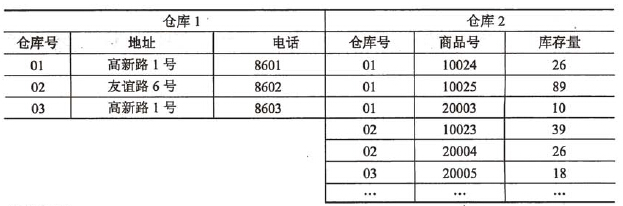 仓库1 仓库2
仓库号 地址 电话 仓库号 商品号 库存量
01 高新路1号 8601 01 10024 26
02 友谊路6号 8602 01 10025 89
03 高新路1号 8603 01 20003 10
02 10023 39
02 20004 26
03 20005 18
… … …